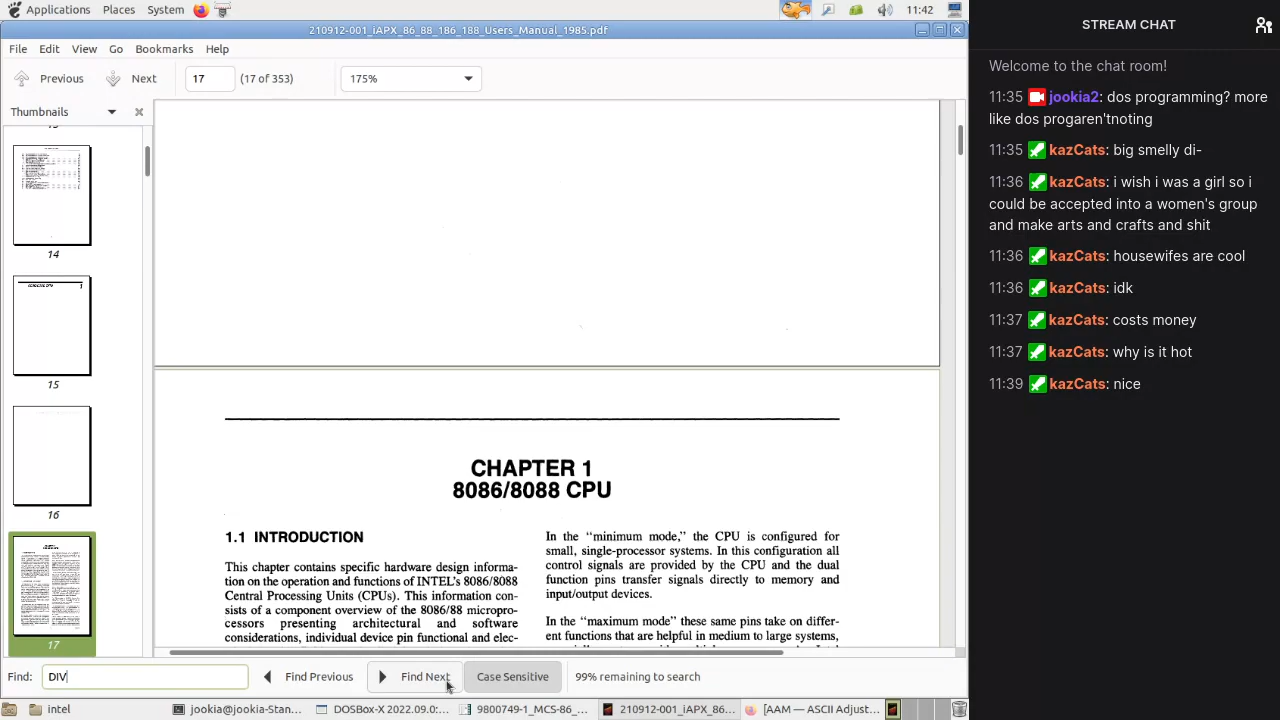 Applications Places System 11:42
210912-001_iAPX_86_88_186_188_Users_Manual_1985.pdf
File Edit View Go Bookmarks Help
Previous Next 17 (17 of 353) 175%
Thumbnails
14
15
16
17
CHAPTER 1
8086/8088 CPU
1.1 INTRODUCTION
This chapter contains specific hardware design informa-
tion on the operation and functions of INTEL's 8086/8088
Central Processing Units (CPUs). This information con-
sists of a component overview of the 8086/88 micropro-
cessors presenting architectural and software
considerations, individual device pin functional and elec-
In the "minimum mode," the CPU is configured for
small, single-processor systems. In this configuration all
control signals are provided by the CPU and the dual
function pins transfer signals directly to memory and
input/output devices.
In the "maximum mode" these same pins take on differ-
ent functions that are helpful in medium to large systems,
Find: DIV Find Previous Find Next Case Sensitive 99% remaining to search
intel jookia@jookia-Stan... DOSBox-X 2022.09.0:... 9800749-1_MCS-86_... 210912-001_iAPX_86... [AAM — ASCII Adjust...
STREAM CHAT
Welcome to the chat room!
11:35 jookia2: dos programming? more
like dos progaren'tnoting
11:35 kazCats: big smelly di-
11:36 kazCats: i wish i was a girl so i
could be accepted into a women's group
and make arts and crafts and shit
11:36 kazCats: housewifes are cool
11:36 kazCats: idk
11:37 kazCats: costs money
11:37 kazCats: why is it hot
11:39 kazCats: nice